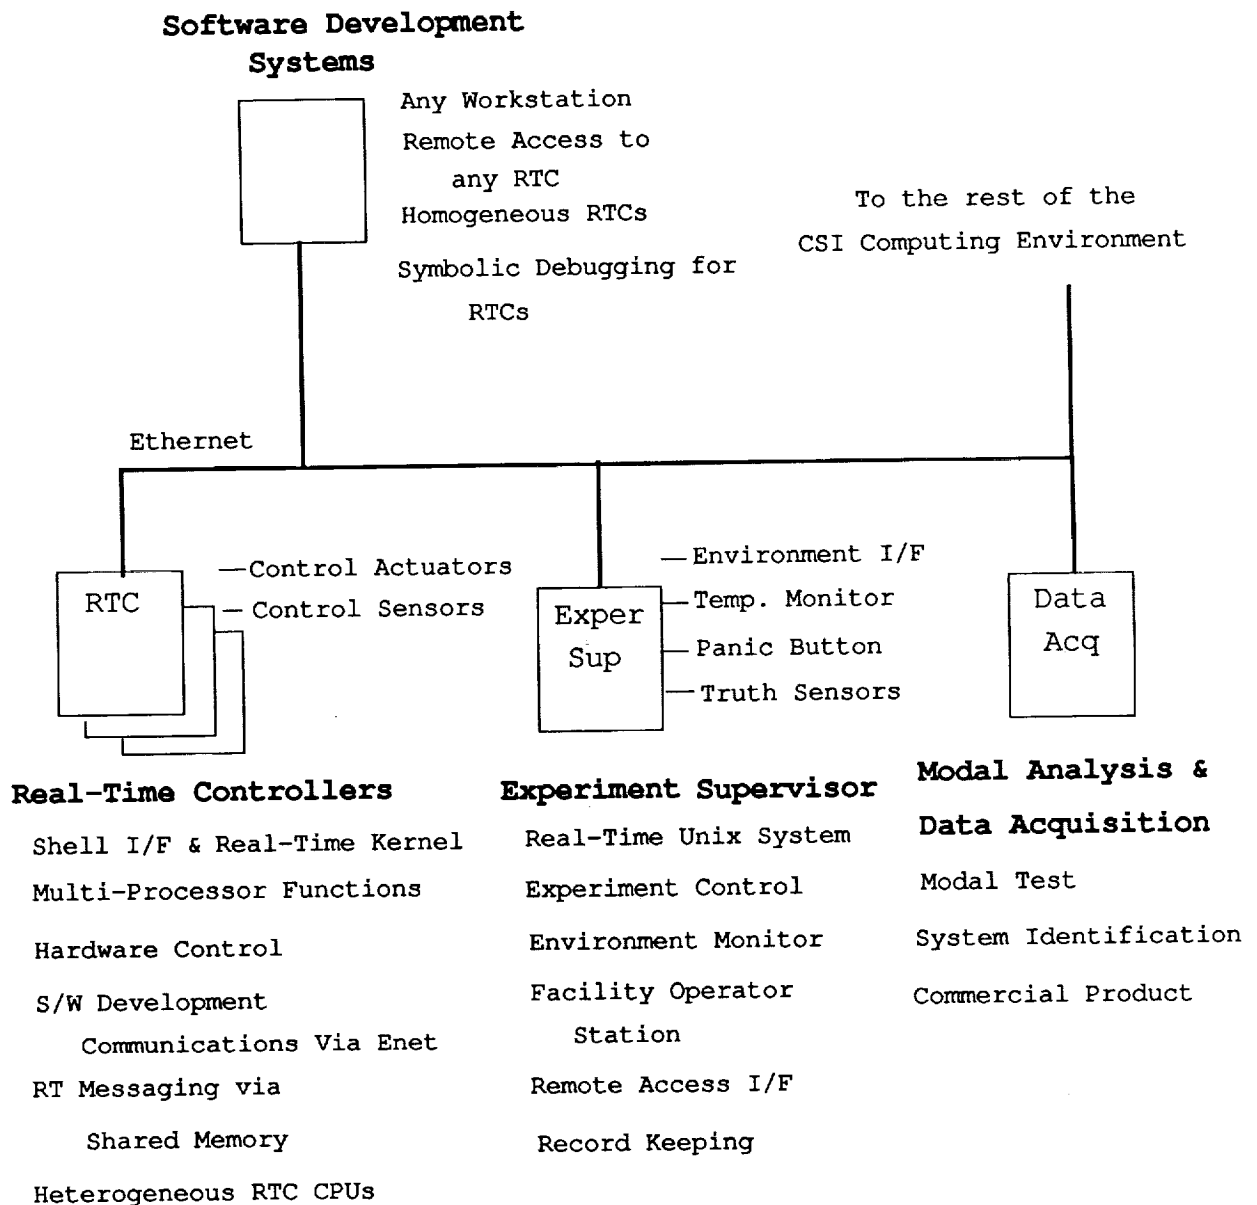 Software Development
Systems
Any Workstation
Remote Access to
any RTC
Homogeneous RTCs
Symbolic Debugging for
RTCs
To the rest of the
CSI Computing Environment
Ethernet
RTC
Control Actuators
Control Sensors
Exper
Sup
Environment I/F
Temp. Monitor
Panic Button
Truth Sensors
Data
Acq
Real-Time Controllers
Shell I/F & Real-Time Kernel
Multi-Processor Functions
Hardware Control
S/W Development
Communications Via Enet
RT Messaging via
Shared Memory
Heterogeneous RTC CPUs
Experiment Supervisor
Real-Time Unix System
Experiment Control
Environment Monitor
Facility Operator
Station
Remote Access I/F
Record Keeping
Modal Analysis &
Data Acquisition
Modal Test
System Identification
Commercial Product